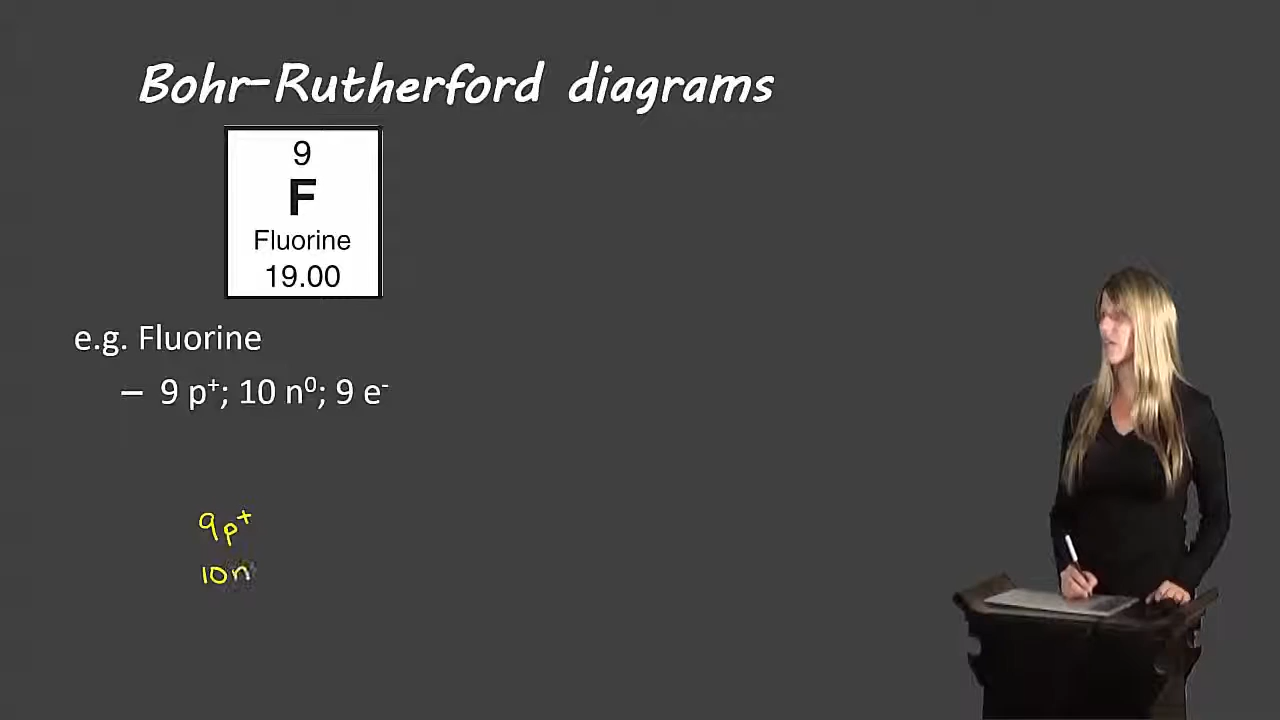 Bohr-Rutherford diagrams
9
F
Fluorine
19.00
e.g. Fluorine
– 9 p⁺; 10 n⁰; 9 e⁻
9p⁺
10n